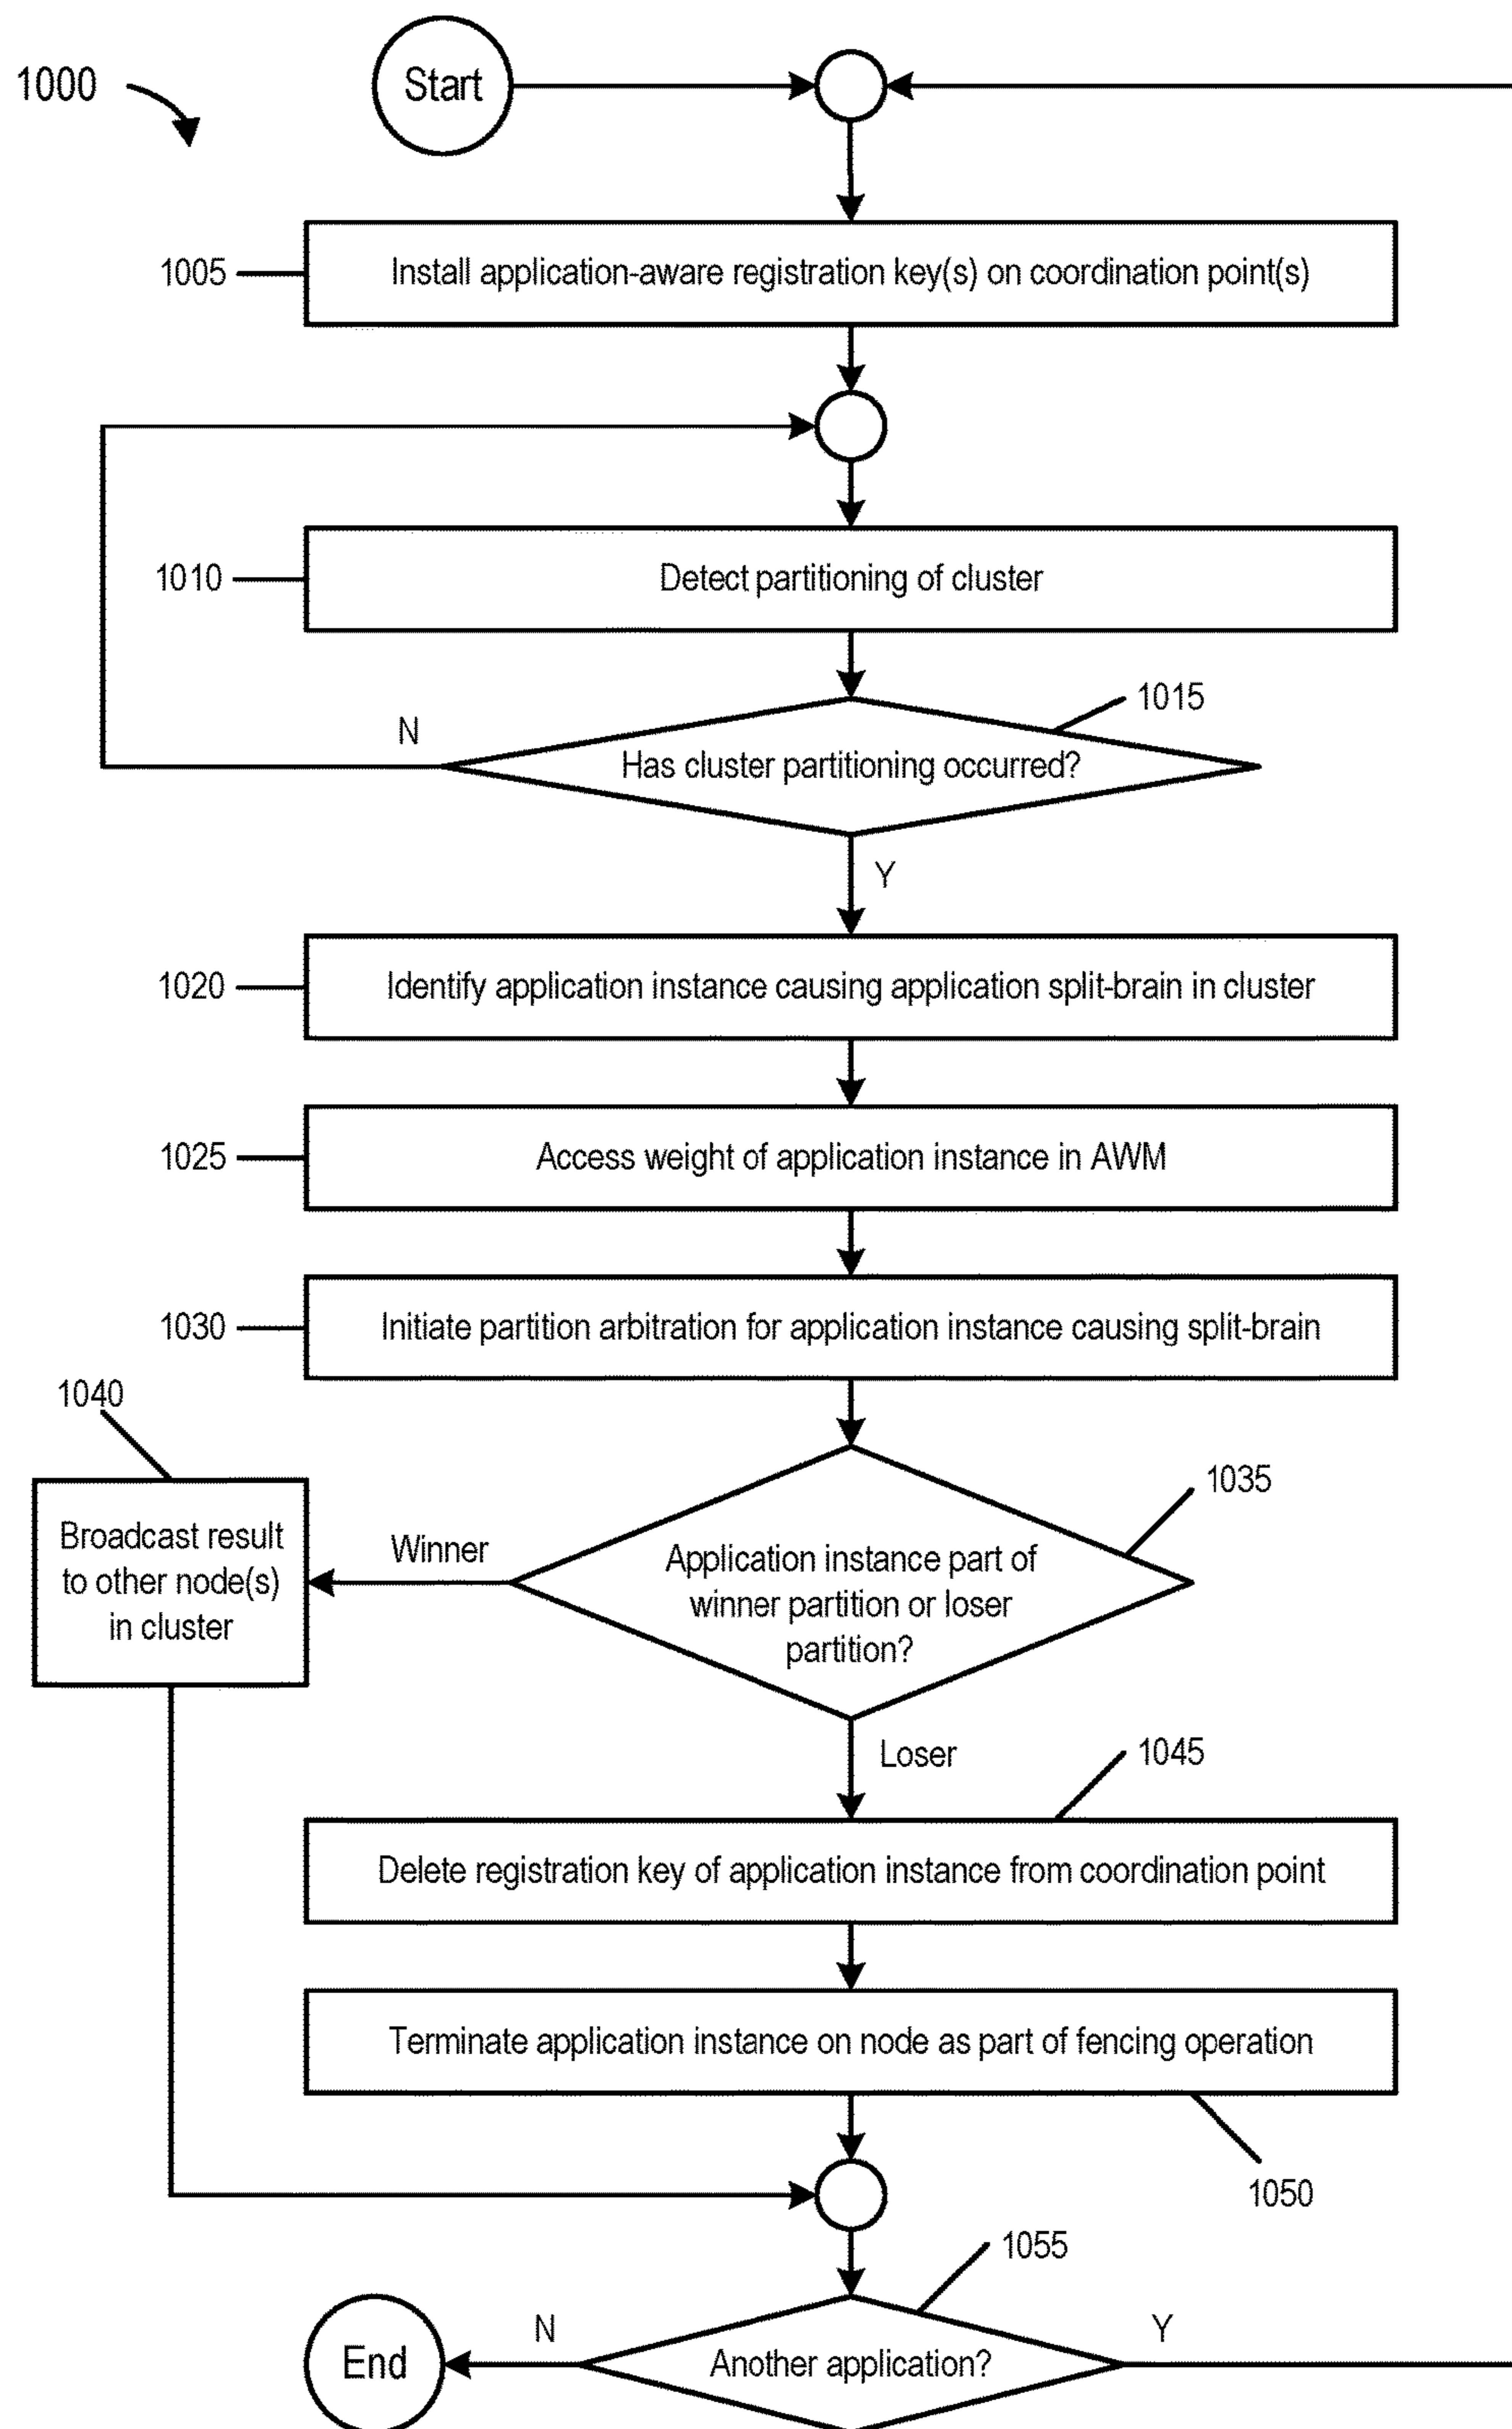 1000
Start
1005
Install application-aware registration key(s) on coordination point(s)
1010
Detect partitioning of cluster
1015
N
Has cluster partitioning occurred?
Y
1020
Identify application instance causing application split-brain in cluster
1025
Access weight of application instance in AWM
1030
Initiate partition arbitration for application instance causing split-brain
1040
1035
Broadcast result
to other node(s)
in cluster
Winner
Application instance part of
winner partition or loser
partition?
Loser
1045
Delete registration key of application instance from coordination point
Terminate application instance on node as part of fencing operation
1050
1055
End
N
Another application?
Y